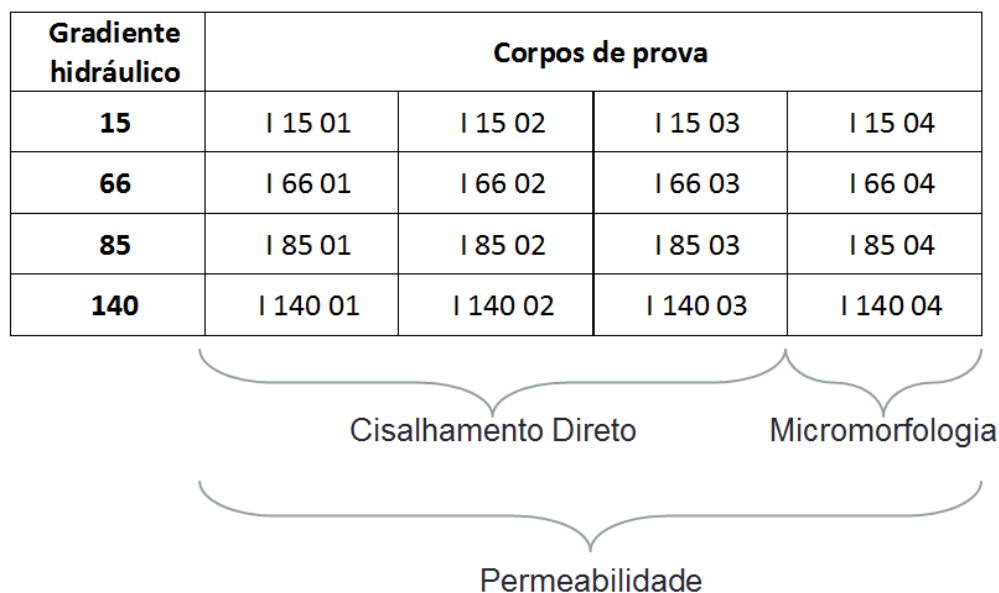 Gradiente
hidráulico
Corpos de prova
15 I 15 01 I 15 02 I 15 03 I 15 04
66 I 66 01 I 66 02 I 66 03 I 66 04
85 I 85 01 I 85 02 I 85 03 I 85 04
140 I 140 01 I 140 02 I 140 03 I 140 04
Cisalhamento Direto Micromorfologia
Permeabilidade